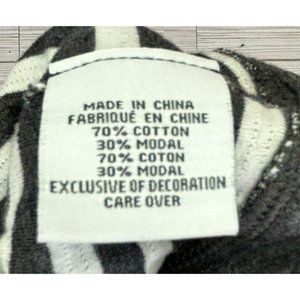 MADE IN CHINA
FABRIQUÉ EN CHINE
70% COTTON
30% MODAL
70% COTON
30% MODAL
EXCLUSIVE OF DECORATION
CARE OVER